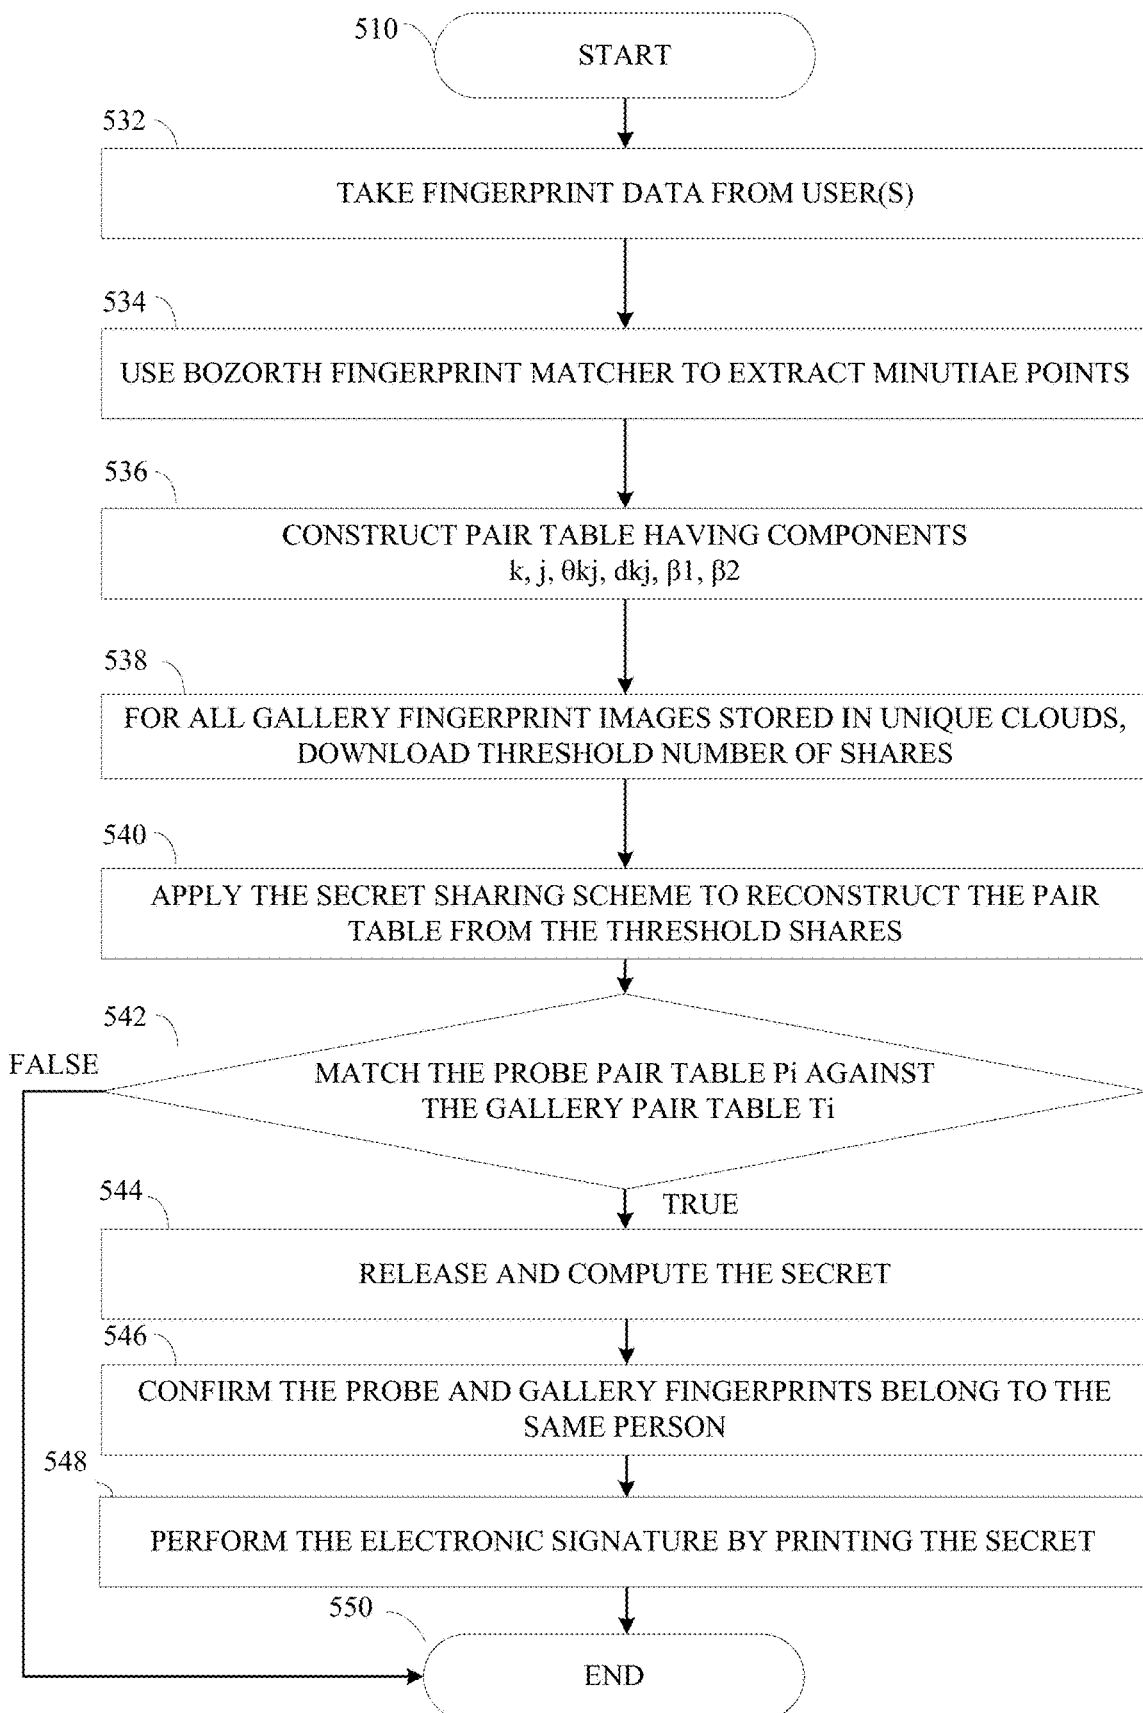 510
START
532
TAKE FINGERPRINT DATA FROM USER(S)
534
USE BOZORTH FINGERPRINT MATCHER TO EXTRACT MINUTIAE POINTS
536
CONSTRUCT PAIR TABLE HAVING COMPONENTS
k, j, θkj, dkj, β1, β2
538
FOR ALL GALLERY FINGERPRINT IMAGES STORED IN UNIQUE CLOUDS,
DOWNLOAD THRESHOLD NUMBER OF SHARES
540
APPLY THE SECRET SHARING SCHEME TO RECONSTRUCT THE PAIR
TABLE FROM THE THRESHOLD SHARES
542
FALSE
MATCH THE PROBE PAIR TABLE Pi AGAINST
THE GALLERY PAIR TABLE Ti
544
TRUE
RELEASE AND COMPUTE THE SECRET
546
CONFIRM THE PROBE AND GALLERY FINGERPRINTS BELONG TO THE
SAME PERSON
548
PERFORM THE ELECTRONIC SIGNATURE BY PRINTING THE SECRET
550
END